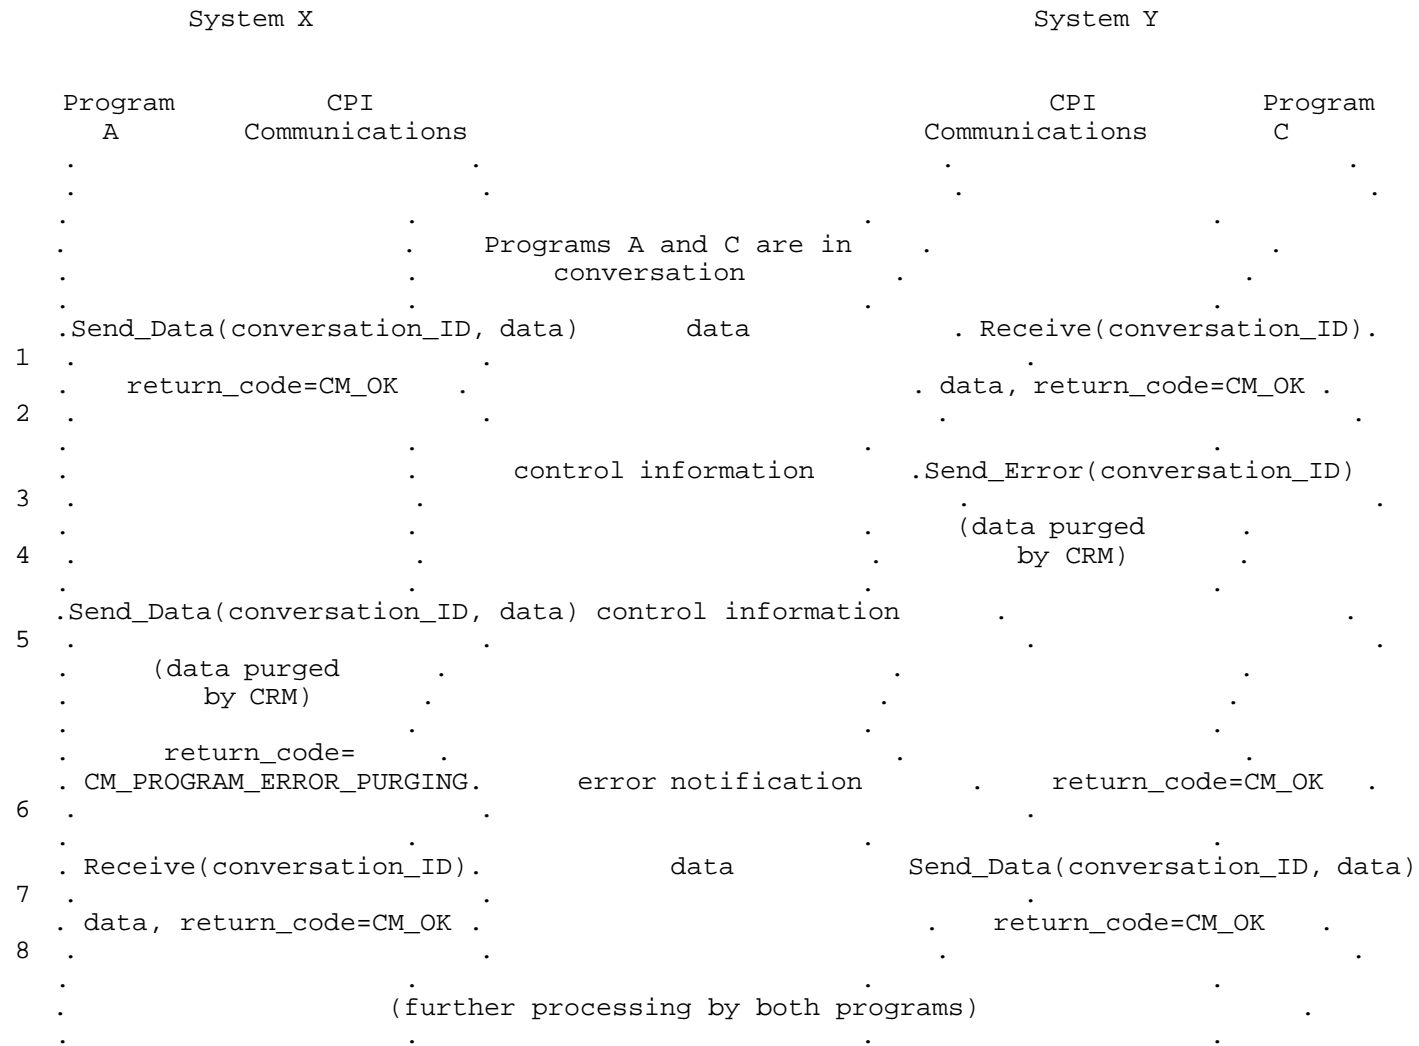 System X System Y
Program CPI CPI Program
A Communications Communications C
. . . .
. . . .
. . . .
. . Programs A and C are in . .
. . conversation . .
. . . .
.Send_Data(conversation_ID, data) data . Receive(conversation_ID).
1 . . .
. return_code=CM_OK . . data, return_code=CM_OK .
2 . . . .
. . . .
. . control information .Send_Error(conversation_ID)
3 . . . .
. . . (data purged .
4 . . . by CRM) .
. . . .
.Send_Data(conversation_ID, data) control information . .
5 . . . .
. (data purged . . .
. by CRM) . . .
. . . .
. return_code= . . .
. CM_PROGRAM_ERROR_PURGING. error notification . return_code=CM_OK .
6 . . .
. . . .
. Receive(conversation_ID). data Send_Data(conversation_ID, data)
7 . . .
. data, return_code=CM_OK . . return_code=CM_OK .
8 . . . .
. . . .
. (further processing by both programs) .
. . . .